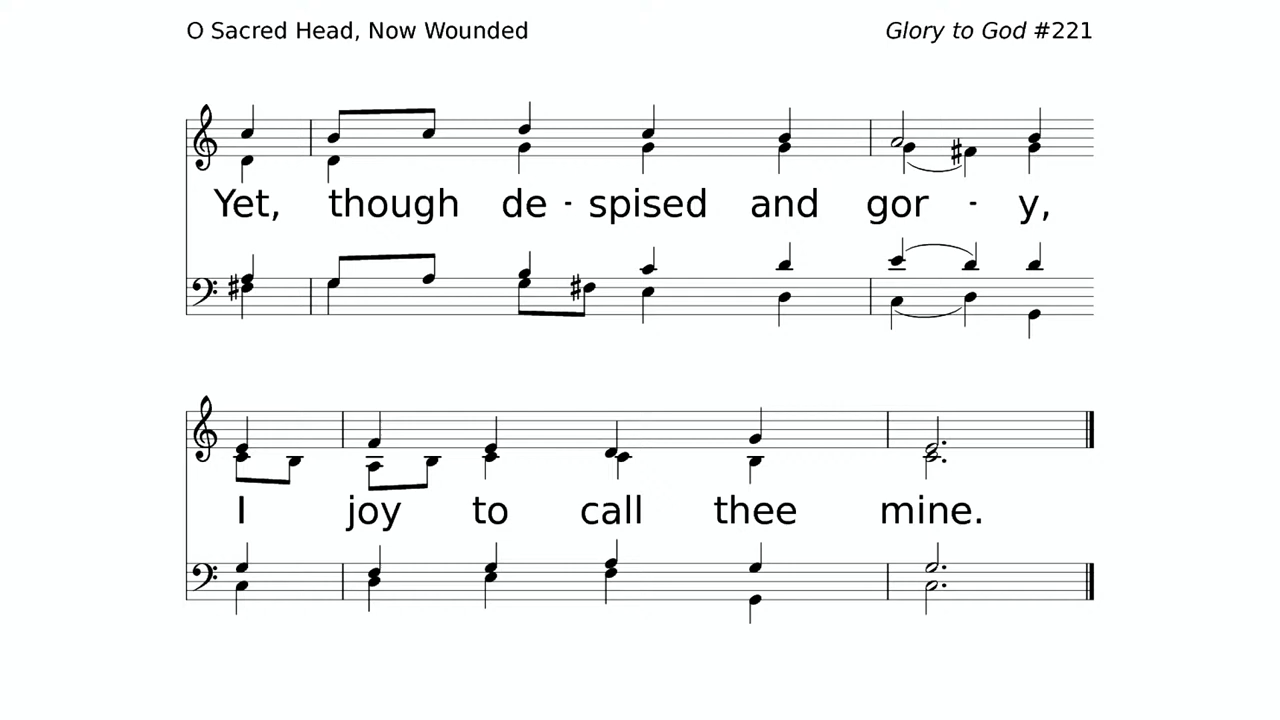 O Sacred Head, Now Wounded Glory to God #221
Yet, though de - spised and gor - y,
I joy to call thee mine.